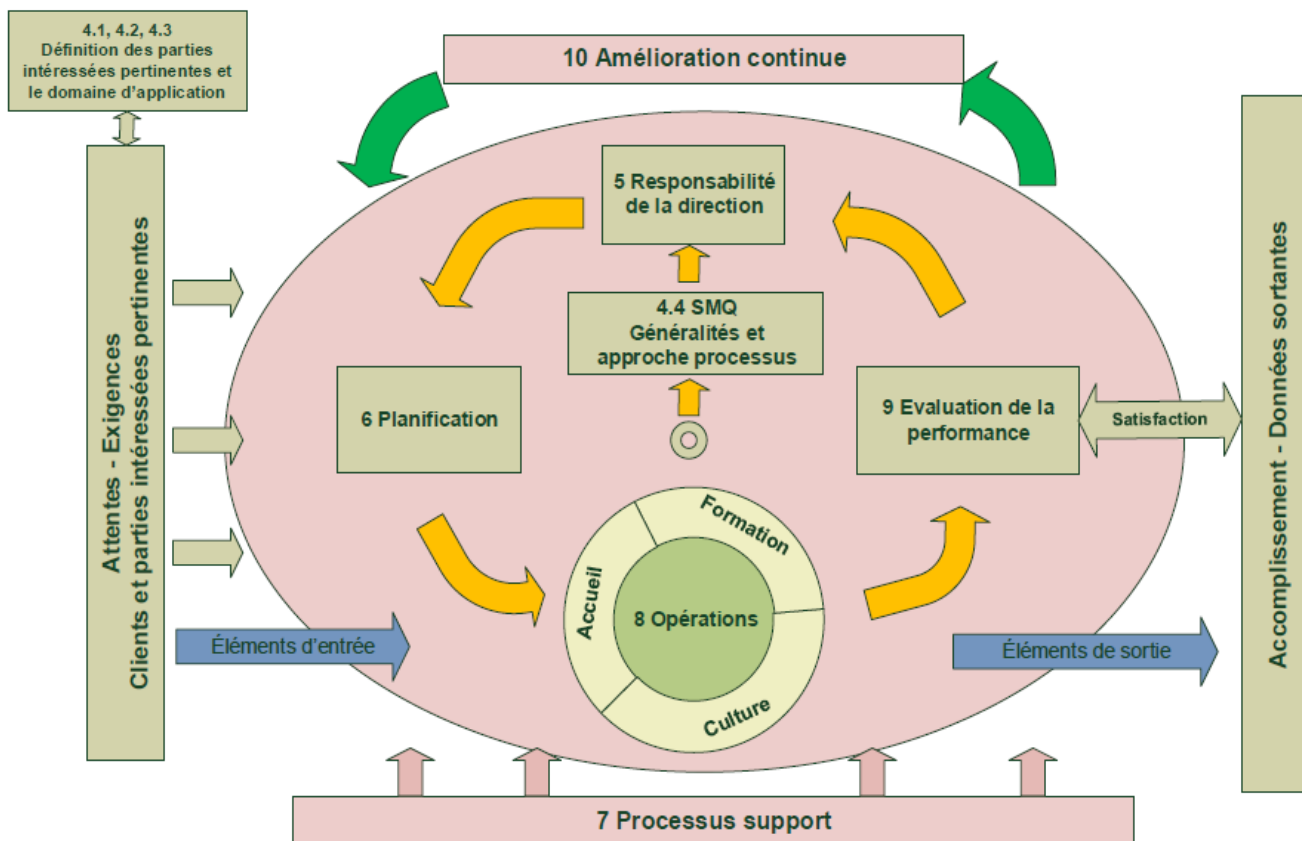 4.1, 4.2, 4.3
Définition des parties
intéressées pertinentes et
le domaine d'application
10 Amélioration continue
Attentes - Exigences
Clients et parties intéressées pertinentes
5 Responsabilité
de la direction
4.4 SMQ
Généralités et
approche processus
6 Planification
9 Evaluation de la
performance
Satisfaction
Accomplissement - Données sortantes
Formation
Accueil
8 Opérations
Culture
Éléments d'entrée
Éléments de sortie
7 Processus support